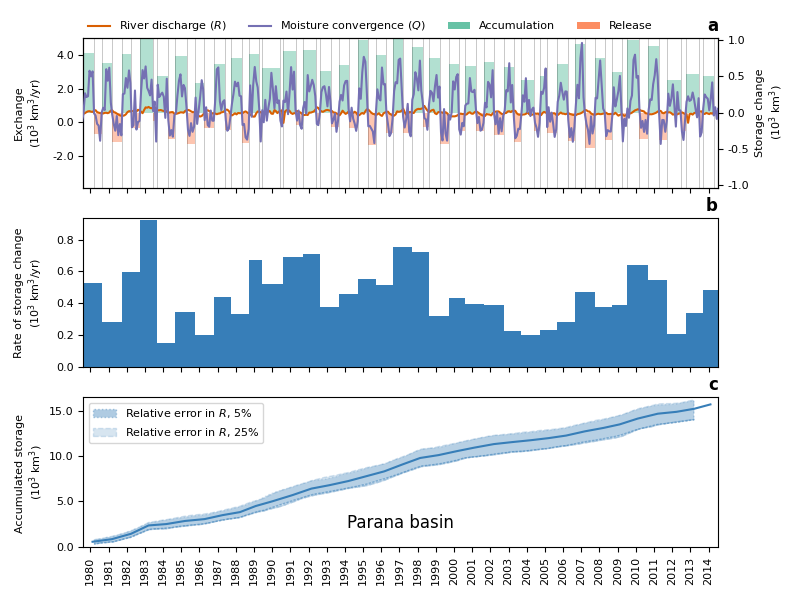 River discharge (R) Moisture convergence (Q) Accumulation Release a
4.0
2.0
0.0
-2.0
Exchange
(10³ km³/yr)
1.0
0.5
0.0
-0.5
-1.0
Storage change
(10³ km³)
b
0.8
0.6
0.4
0.2
0.0
Rate of storage change
(10³ km³/yr)
c
15.0
10.0
5.0
0.0
Accumulated storage
(10³ km³)
Relative error in R, 5%
Relative error in R, 25%
Parana basin
1980 1981 1982 1983 1984 1985 1986 1987 1988 1989 1990 1991 1992 1993 1994 1995 1996 1997 1998 1999 2000 2001 2002 2003 2004 2005 2006 2007 2008 2009 2010 2011 2012 2013 2014